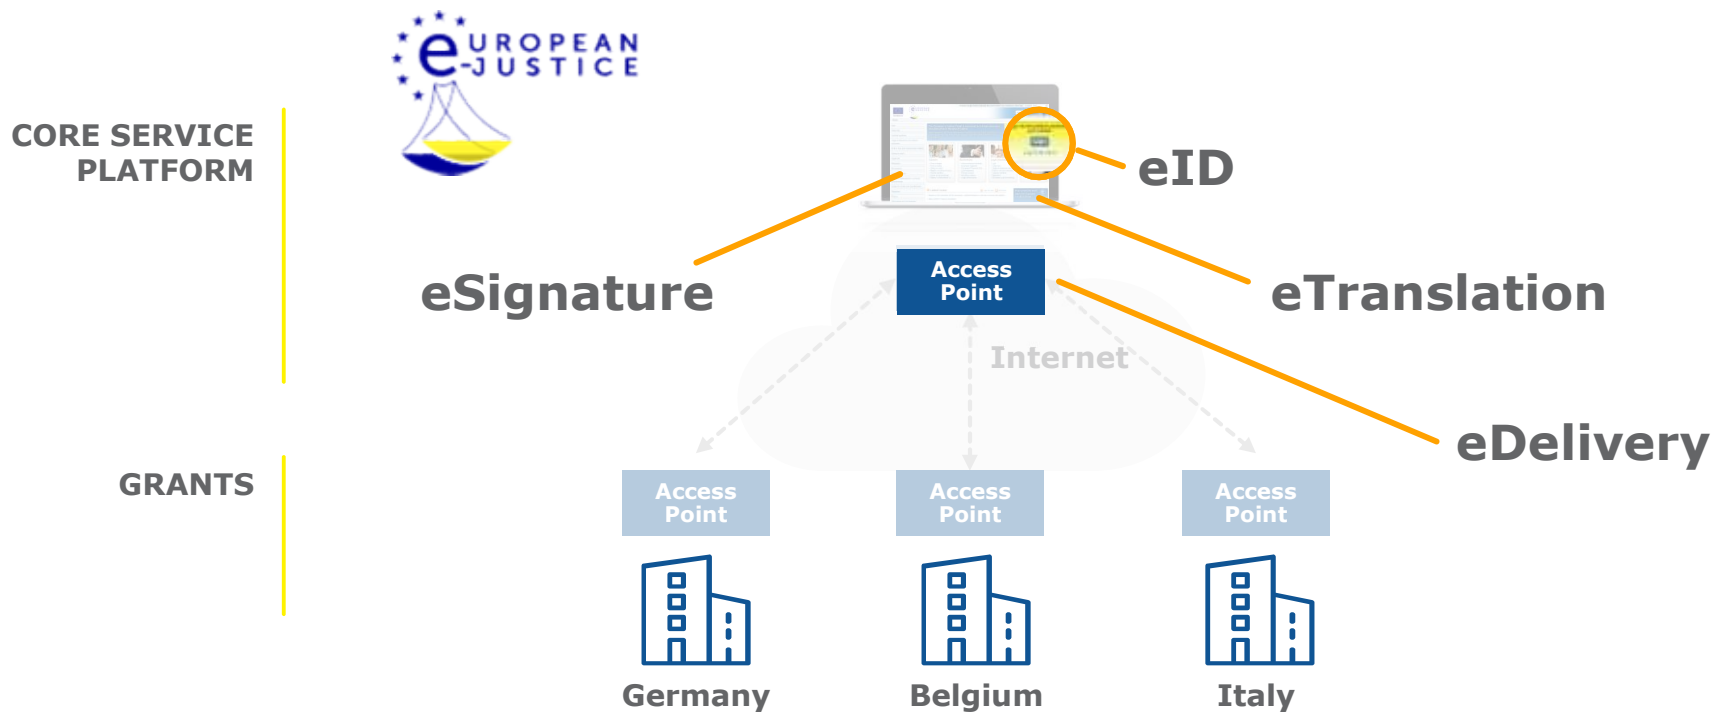 eUROPEAN
e-JUSTICE
CORE SERVICE
PLATFORM
eID
eSignature
Access
Point
eTranslation
Internet
eDelivery
GRANTS
Access
Point
Access
Point
Access
Point
Germany
Belgium
Italy